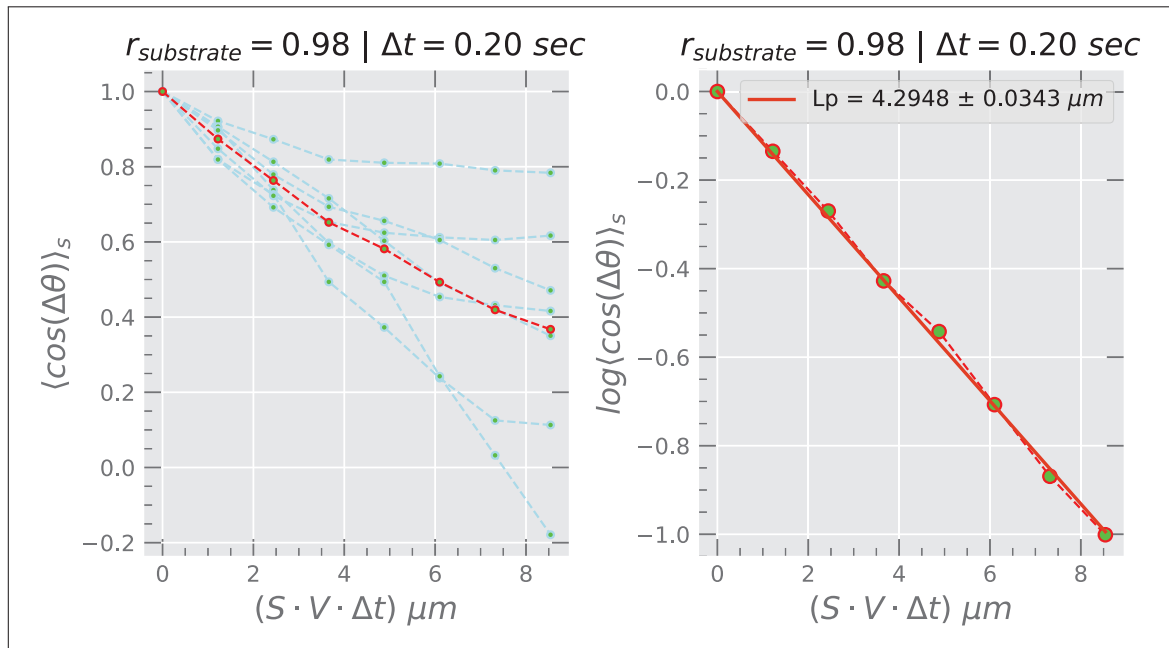 r_substrate = 0.98 | Δt = 0.20 sec
1.0
0.8
0.6
0.4
0.2
0.0
−0.2
⟨cos(Δθ)⟩_s
0 2 4 6 8
(S · V · Δt) μm
r_substrate = 0.98 | Δt = 0.20 sec
Lp = 4.2948 ± 0.0343 μm
0.0
−0.2
−0.4
−0.6
−0.8
−1.0
log⟨cos(Δθ)⟩_s
0 2 4 6 8
(S · V · Δt) μm